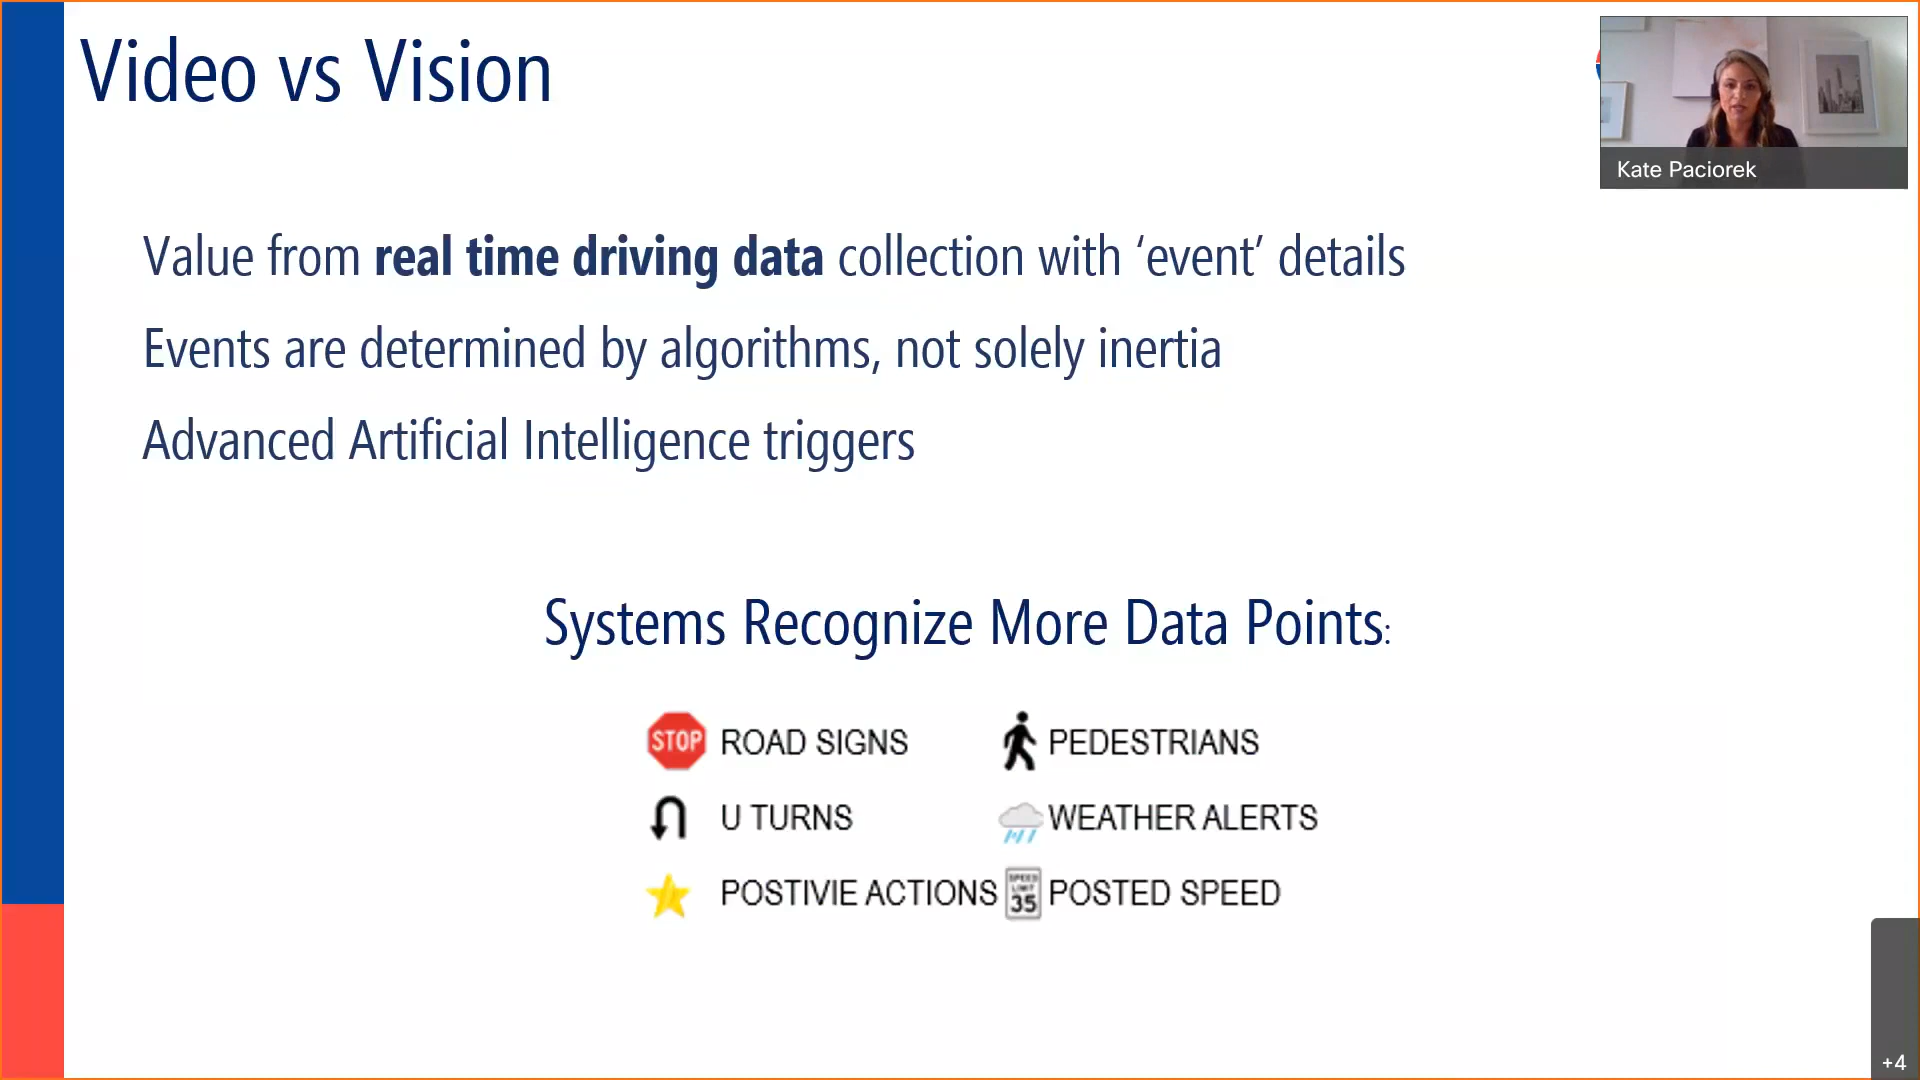 Video vs Vision
Kate Paciorek
Value from real time driving data collection with ‘event’ details
Events are determined by algorithms, not solely inertia
Advanced Artificial Intelligence triggers
Systems Recognize More Data Points:
STOP ROAD SIGNS
PEDESTRIANS
U TURNS
WEATHER ALERTS
POSTIVIE ACTIONS
SPEED
LIMIT
35
POSTED SPEED
+4